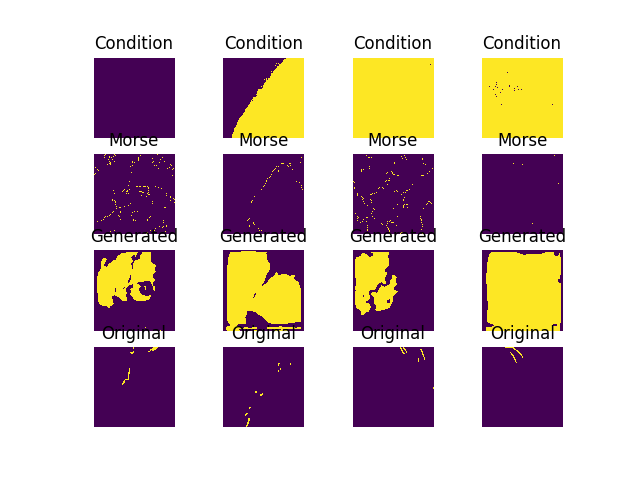 Condition Condition Condition Condition
Morse Morse Morse Morse
Generated Generated Generated Generated
Original Original Original Original